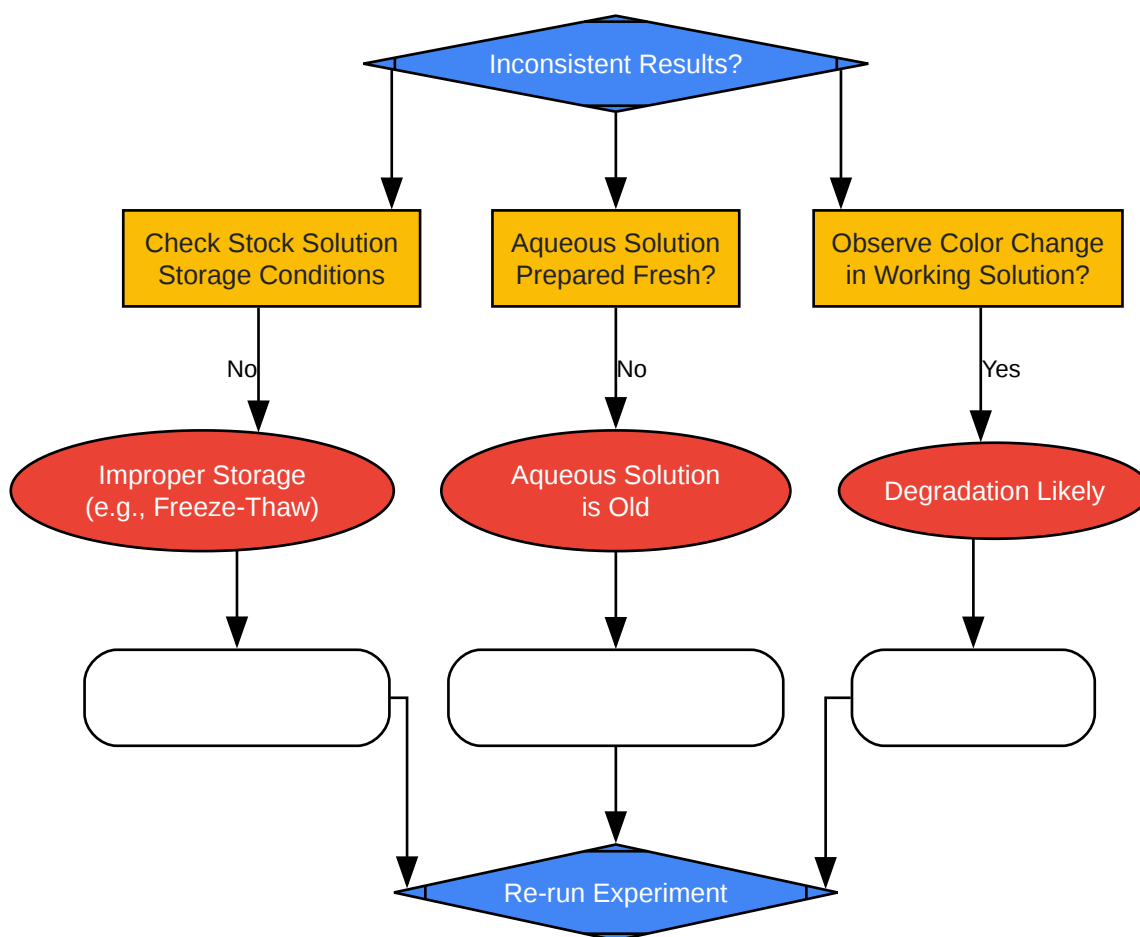 Inconsistent Results?
Check Stock Solution
Storage Conditions
Aqueous Solution
Prepared Fresh?
Observe Color Change
in Working Solution?
No
No
Yes
Improper Storage
(e.g., Freeze-Thaw)
Aqueous Solution
is Old
Degradation Likely
Re-run Experiment